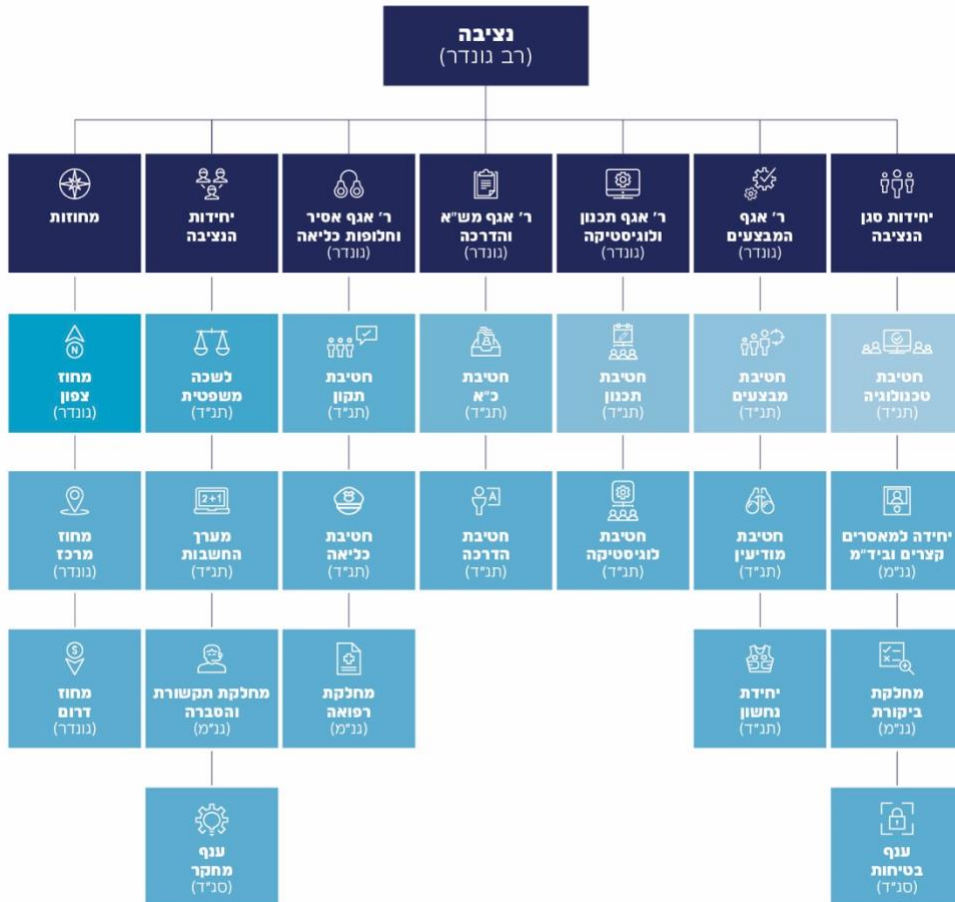 נציבה
(רב גונדר)
יחידות סגן
הנציבה
ר׳ אגף
המבצעים
(גונדר)
ר׳ אגף תכנון
ולוגיסטיקה
(גונדר)
ר׳ אגף מש״א
והדרכה
(גונדר)
ר׳ אגף אסיר
וחלופות כליאה
(גונדר)
יחידות
הנציבה
מחוזות
חטיבת
טכנולוגיה
(תנ״ד)
חטיבת
מבצעים
(תנ״ד)
חטיבת
תכנון
(תנ״ד)
חטיבת
כ״א
(תנ״ד)
חטיבת
תקון
(תנ״ד)
לשכה
משפטית
(תנ״ד)
N
מחוז
צפון
(גונדר)
יחידה למאסרים
קצרים וביד״מ
(גנ״מ)
חטיבת
מודיעין
(תנ״ד)
חטיבת
לוגיסטיקה
(תנ״ד)
A
חטיבת
הדרכה
(תנ״ד)
חטיבת
כליאה
(תנ״ד)
2+1
מערך
החשבות
(תנ״ד)
מחוז
מרכז
(גונדר)
מחלקת
ביקורת
(גנ״מ)
יחידת
נחשון
(תנ״ד)
מחלקת
רפואה
(גנ״מ)
מחלקת תקשורת
והסברה
(גנ״מ)
S
מחוז
דרום
(גונדר)
ענף
בטיחות
(סנ״ד)
ענף
מחקר
(סנ״ד)